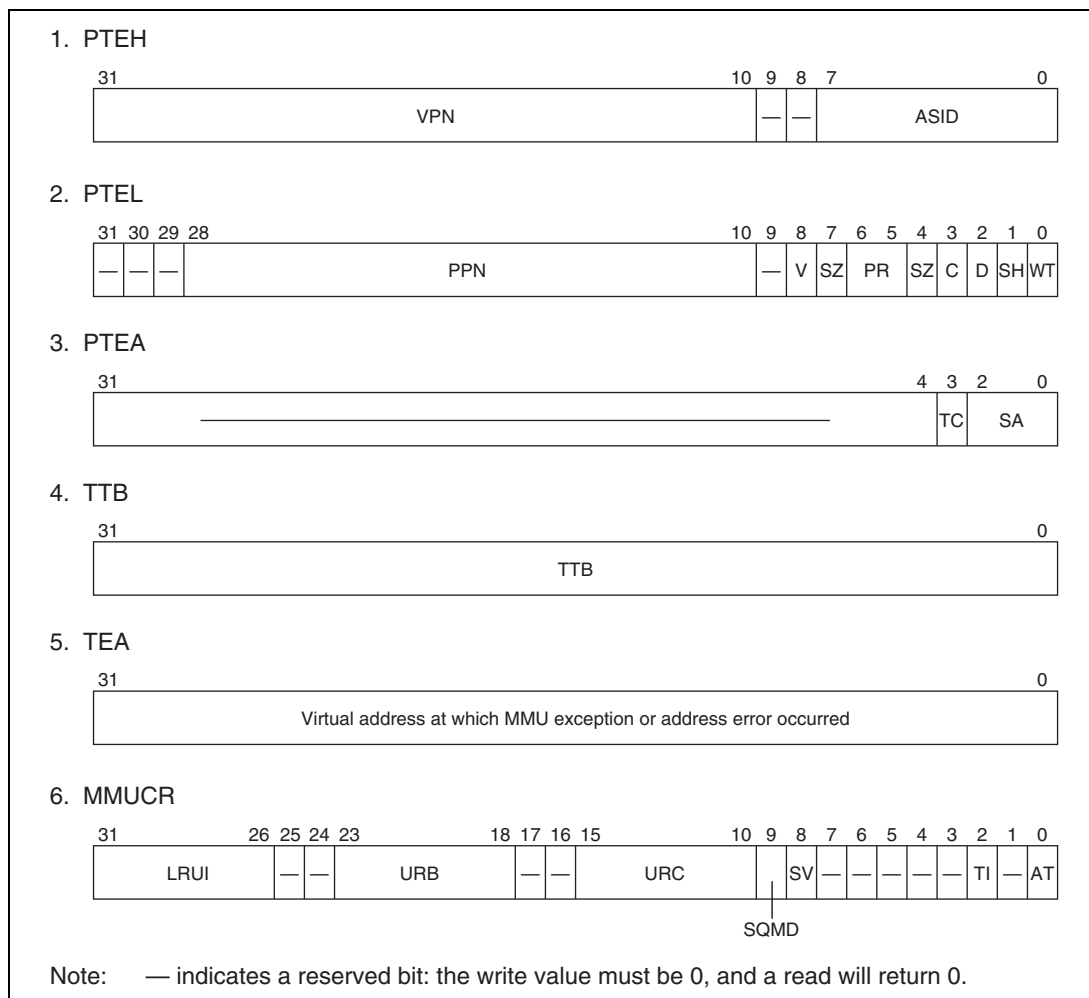 1. PTEH
31 10 9 8 7 0
VPN — — ASID
2. PTEL
31 30 29 28 10 9 8 7 6 5 4 3 2 1 0
— — — PPN — V SZ PR SZ C D SH WT
3. PTEA
31 4 3 2 0
— TC SA
4. TTB
31 0
TTB
5. TEA
31 0
Virtual address at which MMU exception or address error occurred
6. MMUCR
31 26 25 24 23 18 17 16 15 10 9 8 7 6 5 4 3 2 1 0
LRUI — — URB — — URC SV — — — — — TI — AT
SQMD
Note: — indicates a reserved bit: the write value must be 0, and a read will return 0.